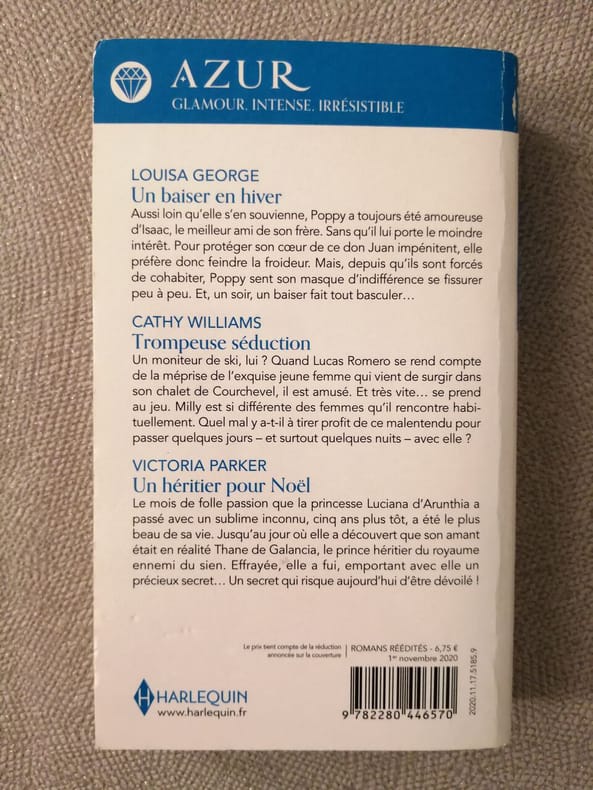 AZUR
GLAMOUR. INTENSE. IRRÉSISTIBLE
LOUISA GEORGE
Un baiser en hiver
Aussi loin qu'elle s'en souvienne, Poppy a toujours été amoureuse
d'Isaac, le meilleur ami de son frère. Sans qu'il lui porte le moindre
intérêt. Pour protéger son cœur de ce don Juan impénitent, elle
préfère donc feindre la froideur. Mais, depuis qu'ils sont forcés
de cohabiter, Poppy sent son masque d'indifférence se fissurer
peu à peu. Et, un soir, un baiser fait tout basculer…
CATHY WILLIAMS
Trompeuse séduction
Un moniteur de ski, lui ? Quand Lucas Romero se rend compte
de la méprise de l'exquise jeune femme qui vient de surgir dans
son chalet de Courchevel, il est amusé. Et très vite… se prend
au jeu. Milly est si différente des femmes qu'il rencontre habi-
tuellement. Quel mal y a-t-il à tirer profit de ce malentendu pour
passer quelques jours – et surtout quelques nuits – avec elle ?
VICTORIA PARKER
Un héritier pour Noël
Le mois de folle passion que la princesse Luciana d'Arunthia a
passé avec un sublime inconnu, cinq ans plus tôt, a été le plus
beau de sa vie. Jusqu'au jour où elle a découvert que son amant
était en réalité Thane de Galancia, le prince héritier du royaume
ennemi du sien. Effrayée, elle a fui, emportant avec elle un
précieux secret… Un secret qui risque aujourd'hui d'être dévoilé !
Le prix tient compte de la réduction
annoncée sur la couverture
ROMANS RÉÉDITÉS - 6,75 €
1er novembre 2020
2020.11.17.5185.9
H HARLEQUIN
www.harlequin.fr
9 782280 446570